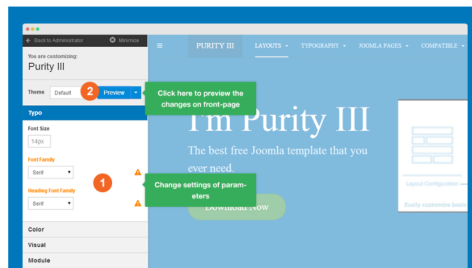 Back to Administrator
Minimize
PURITY III
LAYOUTS
TYPOGRAPHY
JOOMLA PAGES
COMPATIBLE
You are customizing:
Purity III
Theme
Default
2
Preview
Click here to preview the
changes on front-page
Typo
Font Size
14px
I'm Purity III
The best free Joomla template that you
ever need.
Font Family
Serif
1
Change settings of param-
eters
Heading Font Family
Serif
Download Now
Layout Configuration
Easily customize basic
Color
Visual
Module